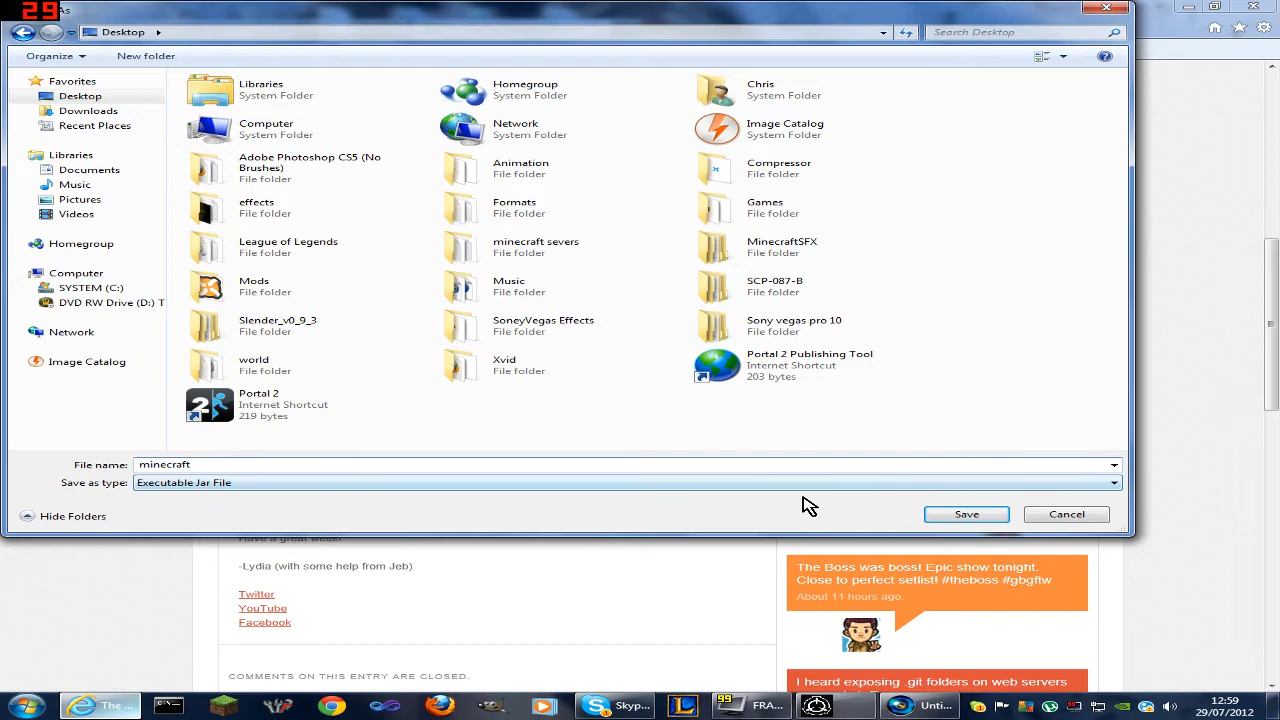 29
As
Desktop
Search Desktop
Organize
New folder
Favorites
Desktop
Downloads
Recent Places
Libraries
Documents
Music
Pictures
Videos
Homegroup
Computer
SYSTEM (C:)
DVD RW Drive (D:) T
Network
Image Catalog
Libraries
System Folder
Homegroup
System Folder
Chris
System Folder
Computer
System Folder
Network
System Folder
Image Catalog
System Folder
Adobe Photoshop CS5 (No
Brushes)
File folder
Animation
File folder
Compressor
File folder
effects
File folder
Formats
File folder
Games
File folder
League of Legends
File folder
minecraft severs
File folder
MinecraftSFX
File folder
Mods
File folder
Music
File folder
SCP-087-B
File folder
Slender_v0_9_3
File folder
SoneyVegas Effects
File folder
Sony vegas pro 10
File folder
world
File folder
Xvid
File folder
Portal 2 Publishing Tool
Internet Shortcut
203 bytes
Portal 2
Internet Shortcut
219 bytes
File name: minecraft
Save as type: Executable Jar File
Hide Folders
Save
Cancel
Have a great week!
-Lydia (with some help from Jeb)
Twitter
YouTube
Facebook
COMMENTS ON THIS ENTRY ARE CLOSED.
The Boss was boss! Epic show tonight.
Close to perfect setlist! #theboss #gbgftw
About 11 hours ago.
I heard exposing .git folders on web servers
The ...
Skyp...
99
FRA...
Unti...
12:59
29/07/2012